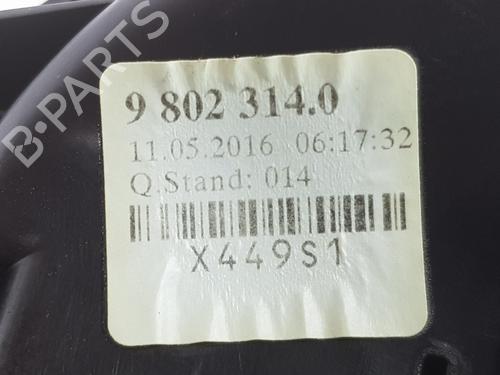 9 802 314.0
11.05.2016 06:17:32
Q.Stand: 014
X449S1
B-PARTS